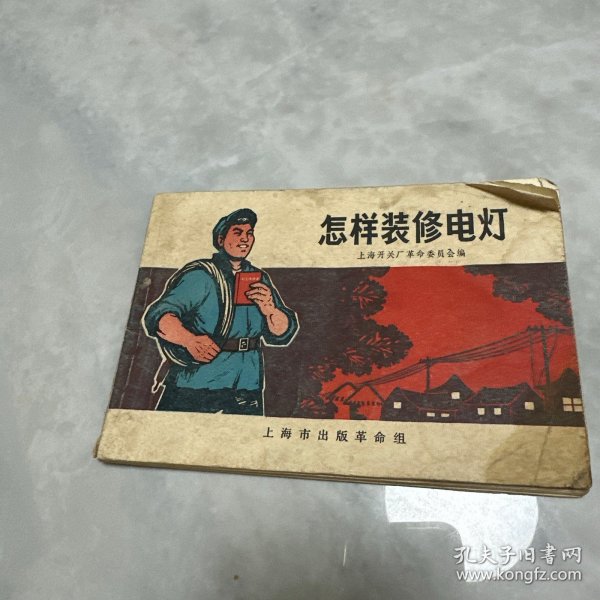 怎样装修电灯
上海开关厂革命委员会编
上海市出版革命组
孔夫子旧书网
www.kongfz.com